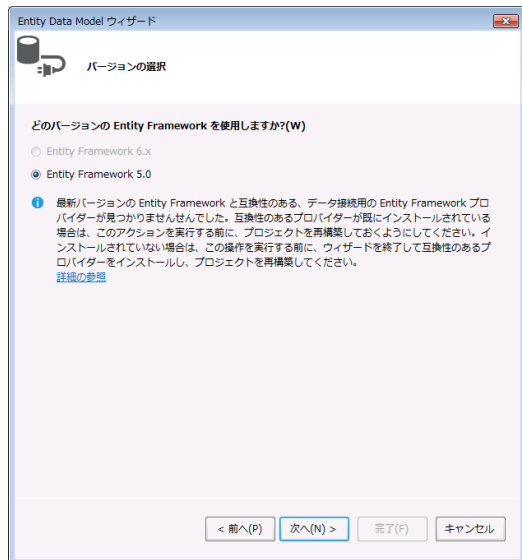 Entity Data Model ウィザード
バージョンの選択
どのバージョンの Entity Framework を使用しますか?(W)
Entity Framework 6.x
Entity Framework 5.0
最新バージョンの Entity Framework と互換性のある、データ接続用の Entity Framework プロ
バイダーが見つかりませんせんでした。互換性のあるプロバイダーが既にインストールされている
場合は、このアクションを実行する前に、プロジェクトを再構築しておくようにしてください。イ
ンストールされていない場合は、この操作を実行する前に、ウィザードを終了して互換性のあるプ
ロバイダーをインストールし、プロジェクトを再構築してください。
詳細の参照
< 前へ(P) 次へ(N) > 完了(F) キャンセル